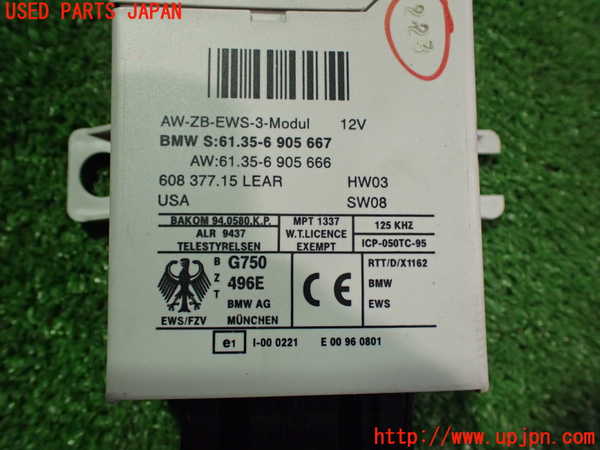 USED PARTS JAPAN
223
AW-ZB-EWS-3-Modul 12V
BMW S:61.35-6 905 667
AW:61.35-6 905 666
608 377.15 LEAR HW03
USA SW08
BAKOM 94.0580.K.P.
ALR 9437
TELESTYRELSEN
MPT 1337
W.T.LICENCE
EXEMPT
125 KHZ
ICP-050TC-95
EWS/FZV
B
Z
T
G750
496E
BMW AG
MÜNCHEN
CE
RTT/D/X1162
BMW
EWS
e1 I-00 0221 E 00 96 0801
http://www.upjpn.com/